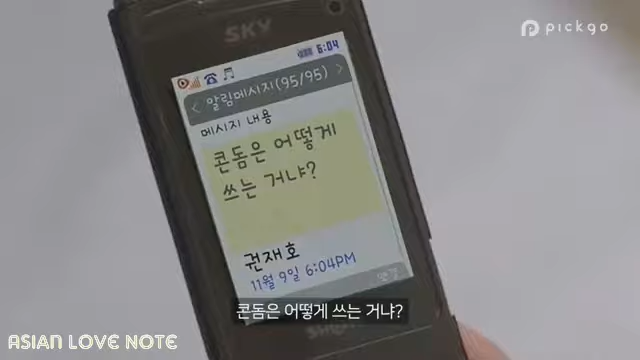 pickgo
SKY
6:04
알림메시지(95/95)
메시지 내용
콘돔은 어떻게
쓰는 거냐?
권재호
11월 9일 6:04PM
콘돔은 어떻게 쓰는 거냐?
ASIAN LOVE NOTE